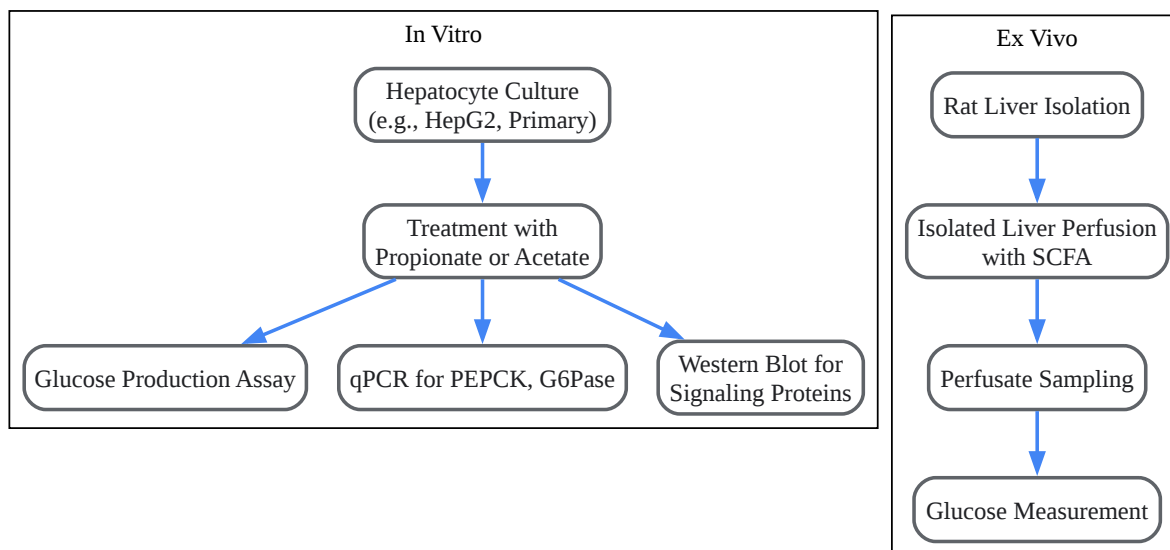 In Vitro
Hepatocyte Culture
(e.g., HepG2, Primary)
Treatment with
Propionate or Acetate
Glucose Production Assay
qPCR for PEPCK, G6Pase
Western Blot for
Signaling Proteins
Ex Vivo
Rat Liver Isolation
Isolated Liver Perfusion
with SCFA
Perfusate Sampling
Glucose Measurement